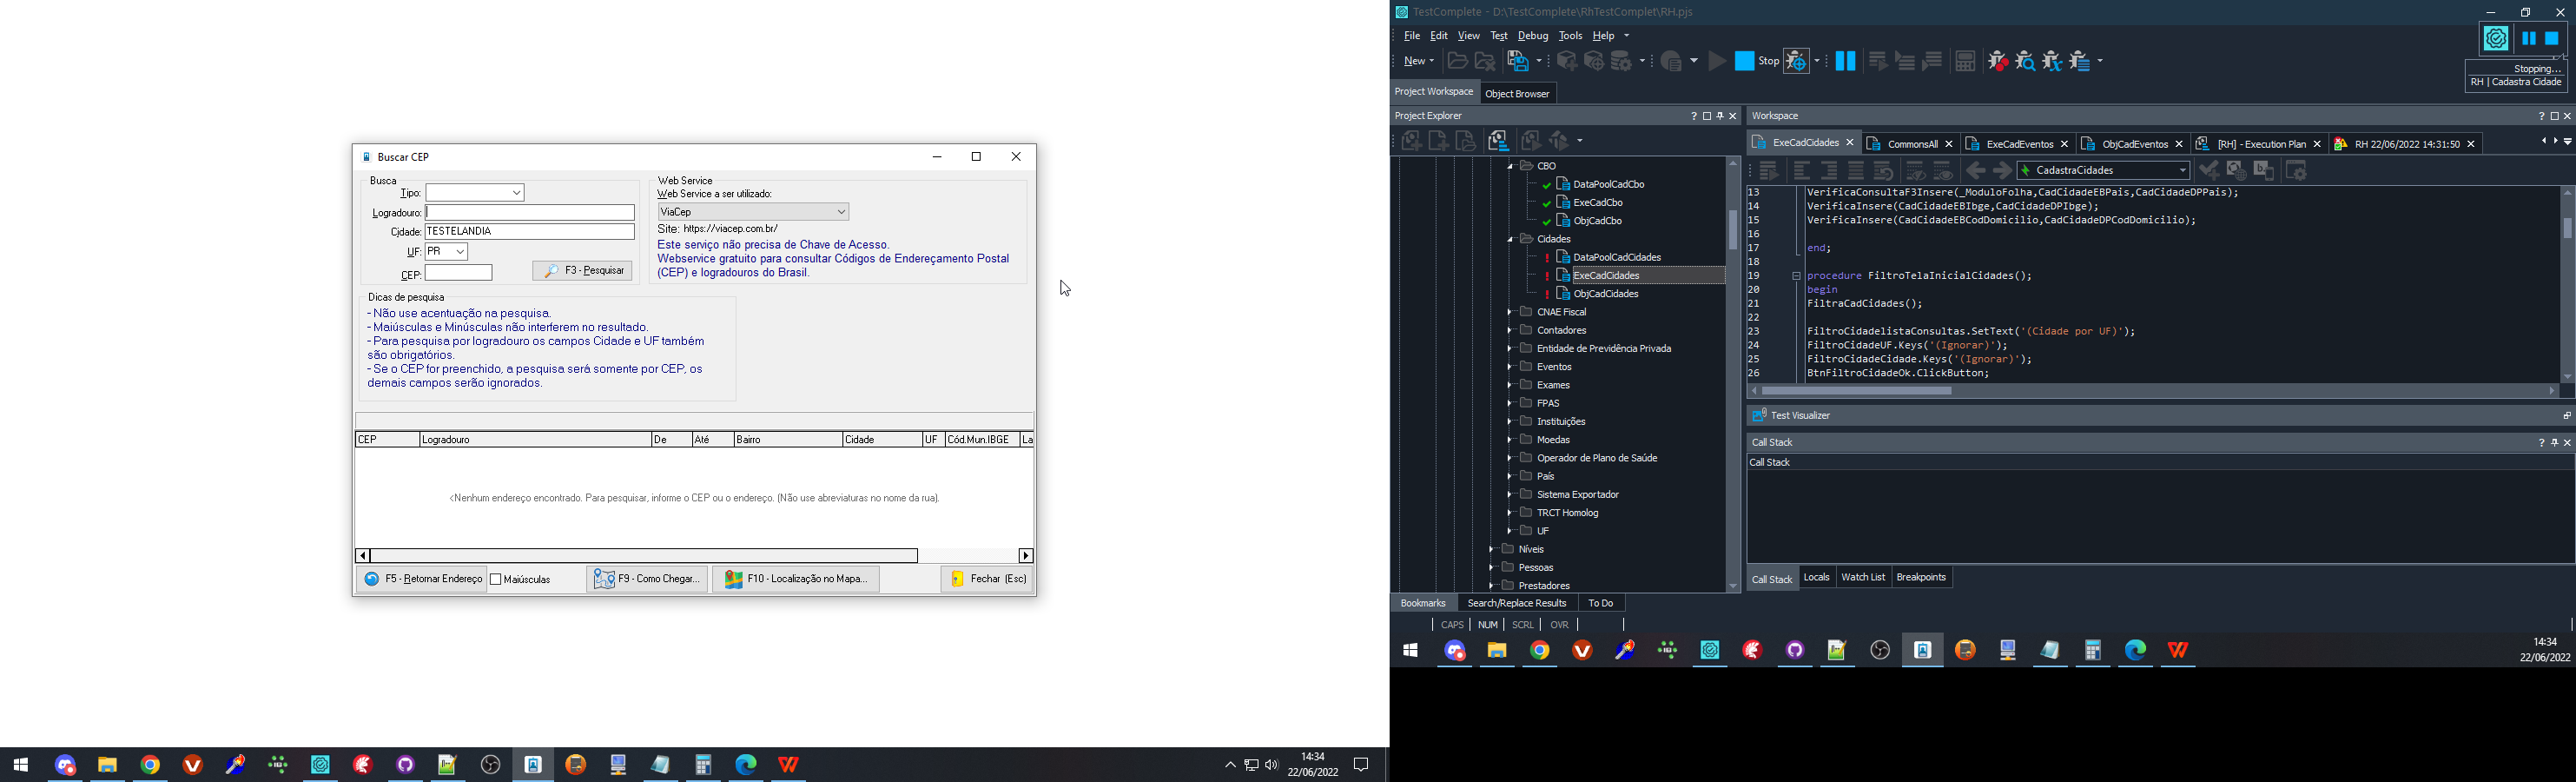 Buscar CEP
Busca
Tipo:
Logradouro:
Cidade: TESTELANDIA
UF: PR
CEP:
F3 - Pesquisar
Web Service
Web Service a ser utilizado:
ViaCep
Site: https://viacep.com.br/
Este serviço não precisa de Chave de Acesso.
Webservice gratuito para consultar Códigos de Endereçamento Postal
(CEP) e logradouros do Brasil.
Dicas de pesquisa
- Não use acentuação na pesquisa.
- Maiúsculas e Minúsculas não interferem no resultado.
- Para pesquisa por logradouro os campos Cidade e UF também
são obrigatórios.
- Se o CEP for preenchido, a pesquisa será somente por CEP, os
demais campos serão ignorados.
CEP Logradouro De Até Bairro Cidade UF Cód.Mun.IBGE La
<Nenhum endereço encontrado. Para pesquisar, informe o CEP ou o endereço. (Não use abreviaturas no nome da rua).
F5 - Retornar Endereço Maiúsculas F9 - Como Chegar... F10 - Localização no Mapa... Fechar (Esc)
14:34
22/06/2022
TestComplete - D:\TestComplete\RhTestComplet\RH.pjs
File Edit View Test Debug Tools Help
New Stop
Stopping...
RH | Cadastra Cidade
Project Workspace Object Browser
Project Explorer
CBO
DataPoolCadCbo
ExeCadCbo
ObjCadCbo
Cidades
DataPoolCadCidades
ExeCadCidades
ObjCadCidades
CNAE Fiscal
Contadores
Entidade de Previdência Privada
Eventos
Exames
FPAS
Instituições
Moedas
Operador de Plano de Saúde
País
Sistema Exportador
TRCT Homolog
UF
Níveis
Pessoas
Prestadores
Workspace
ExeCadCidades CommonsAll ExeCadEventos ObjCadEventos [RH] - Execution Plan RH 22/06/2022 14:31:50
CadastraCidades
13 VerificaConsultaF3Insere(_ModuloFolha,CadCidadeEBPais,CadCidadeDPPais);
14 VerificaInsere(CadCidadeEBIbge,CadCidadeDPIbge);
15 VerificaInsere(CadCidadeEBCodDomicilio,CadCidadeDPCodDomicilio);
16
17 end;
18
19 procedure FiltroTelaInicialCidades();
20 begin
21 FiltraCadCidades();
22
23 FiltroCidadelistaConsultas.SetText('(Cidade por UF)');
24 FiltroCidadeUF.Keys('(Ignorar)');
25 FiltroCidadeCidade.Keys('(Ignorar)');
26 BtnFiltroCidadeOk.ClickButton;
Test Visualizer
Call Stack
Call Stack
Call Stack Locals Watch List Breakpoints
Bookmarks Search/Replace Results To Do
CAPS NUM SCRL OVR
14:34
22/06/2022